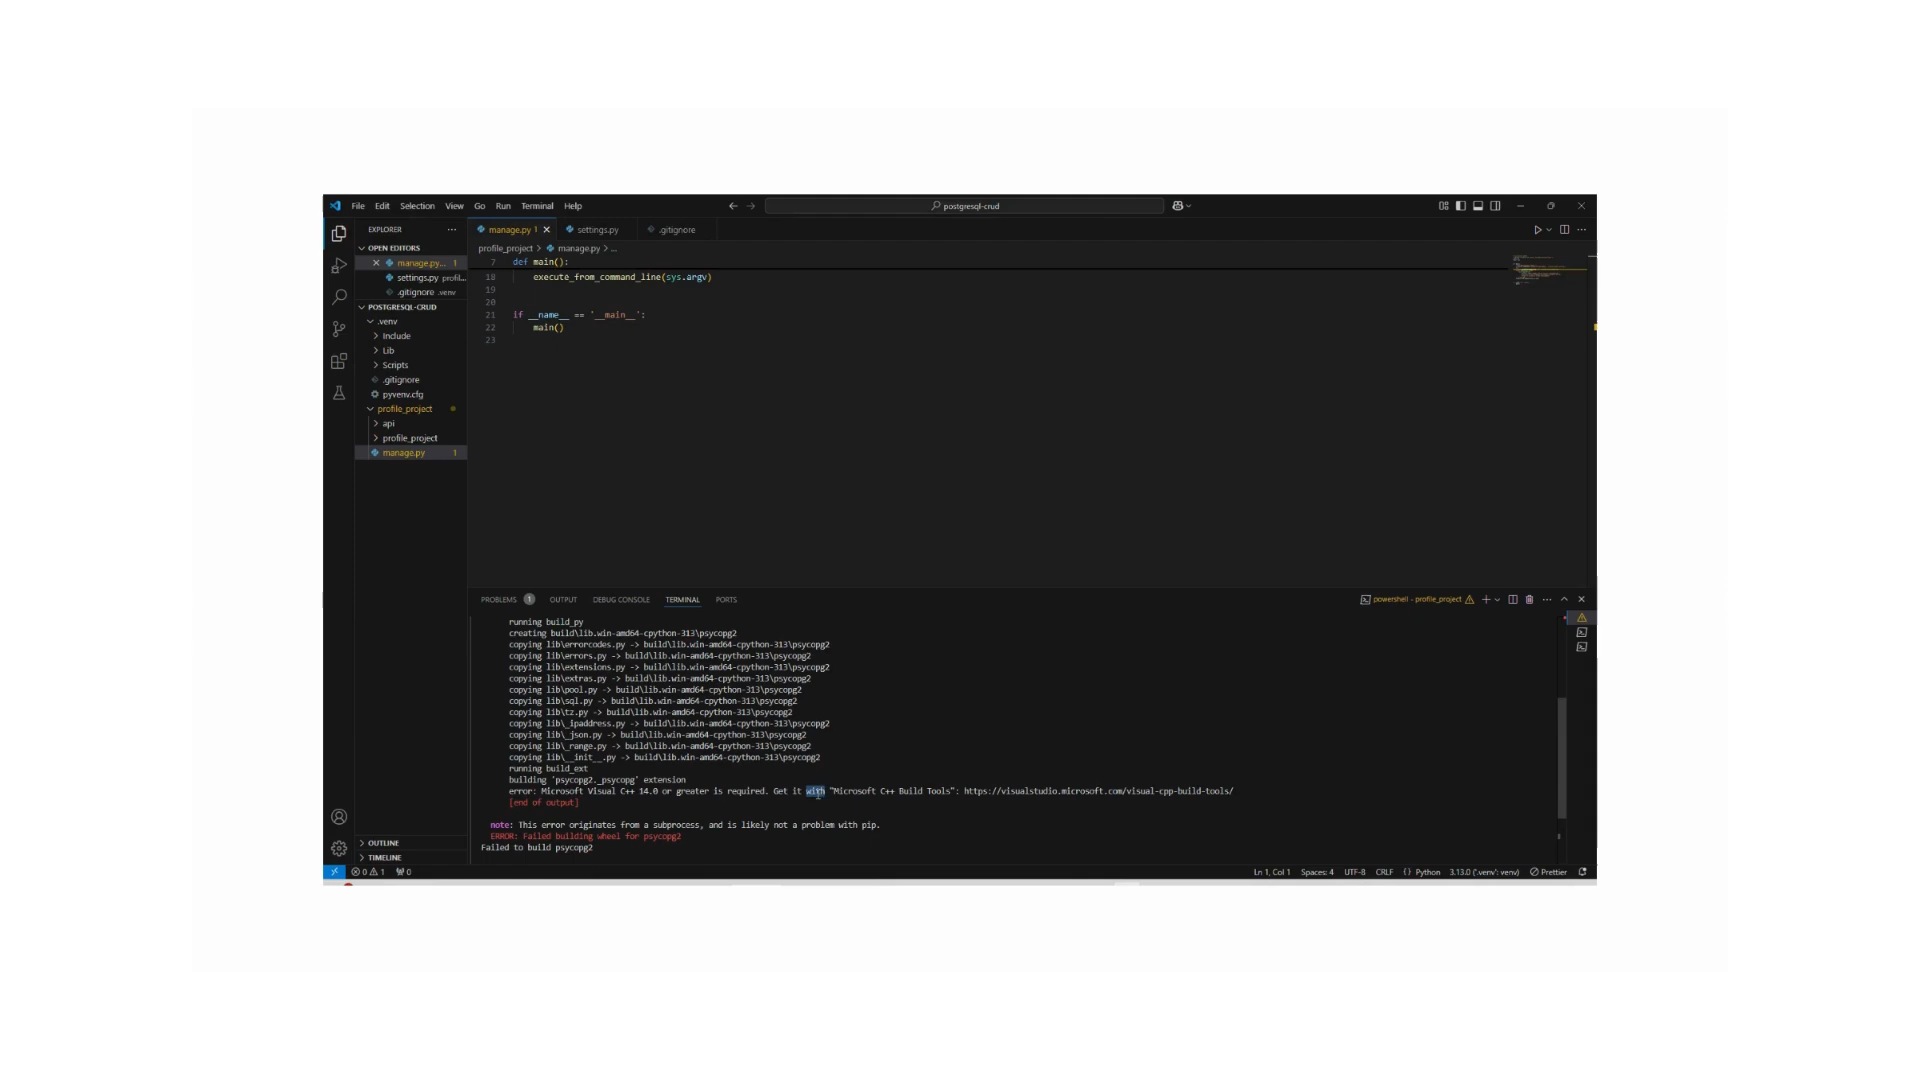 File Edit Selection View Go Run Terminal Help
postgresql-crud
EXPLORER
OPEN EDITORS
manage.py... 1
settings.py profil...
.gitignore .venv
POSTGRESQL-CRUD
.venv
Include
Lib
Scripts
.gitignore
pyvenv.cfg
profile_project
api
profile_project
manage.py 1
OUTLINE
TIMELINE
manage.py 1 settings.py .gitignore
profile_project > manage.py > ...
7 def main():
18 execute_from_command_line(sys.argv)
19
20
21 if __name__ == '__main__':
22 main()
23
PROBLEMS 1 OUTPUT DEBUG CONSOLE TERMINAL PORTS
powershell - profile_project
running build_py
creating build\lib.win-amd64-cpython-313\psycopg2
copying lib\errorcodes.py -> build\lib.win-amd64-cpython-313\psycopg2
copying lib\errors.py -> build\lib.win-amd64-cpython-313\psycopg2
copying lib\extensions.py -> build\lib.win-amd64-cpython-313\psycopg2
copying lib\extras.py -> build\lib.win-amd64-cpython-313\psycopg2
copying lib\pool.py -> build\lib.win-amd64-cpython-313\psycopg2
copying lib\sql.py -> build\lib.win-amd64-cpython-313\psycopg2
copying lib\tz.py -> build\lib.win-amd64-cpython-313\psycopg2
copying lib\_ipaddress.py -> build\lib.win-amd64-cpython-313\psycopg2
copying lib\_json.py -> build\lib.win-amd64-cpython-313\psycopg2
copying lib\_range.py -> build\lib.win-amd64-cpython-313\psycopg2
copying lib\__init__.py -> build\lib.win-amd64-cpython-313\psycopg2
running build_ext
building 'psycopg2._psycopg' extension
error: Microsoft Visual C++ 14.0 or greater is required. Get it with "Microsoft C++ Build Tools": https://visualstudio.microsoft.com/visual-cpp-build-tools/
[end of output]
note: This error originates from a subprocess, and is likely not a problem with pip.
ERROR: Failed building wheel for psycopg2
Failed to build psycopg2
0 1 0 Ln 1, Col 1 Spaces: 4 UTF-8 CRLF {} Python 3.13.0 ('.venv': venv) Prettier